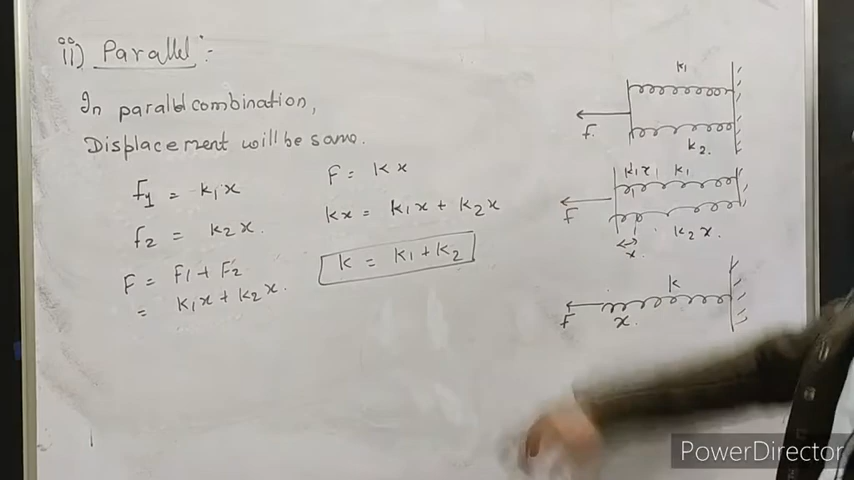 ii) Parallel :-
In parallel combination,
Displacement will be same.
f1 = k1x
f2 = k2x.
F = F1 + F2
= k1x + k2x.
F = kx
kx = k1x + k2x
k = k1 + k2
k1
f.
k2.
k1x, k1
F
k2x.
x.
k
F
x.
PowerDirector